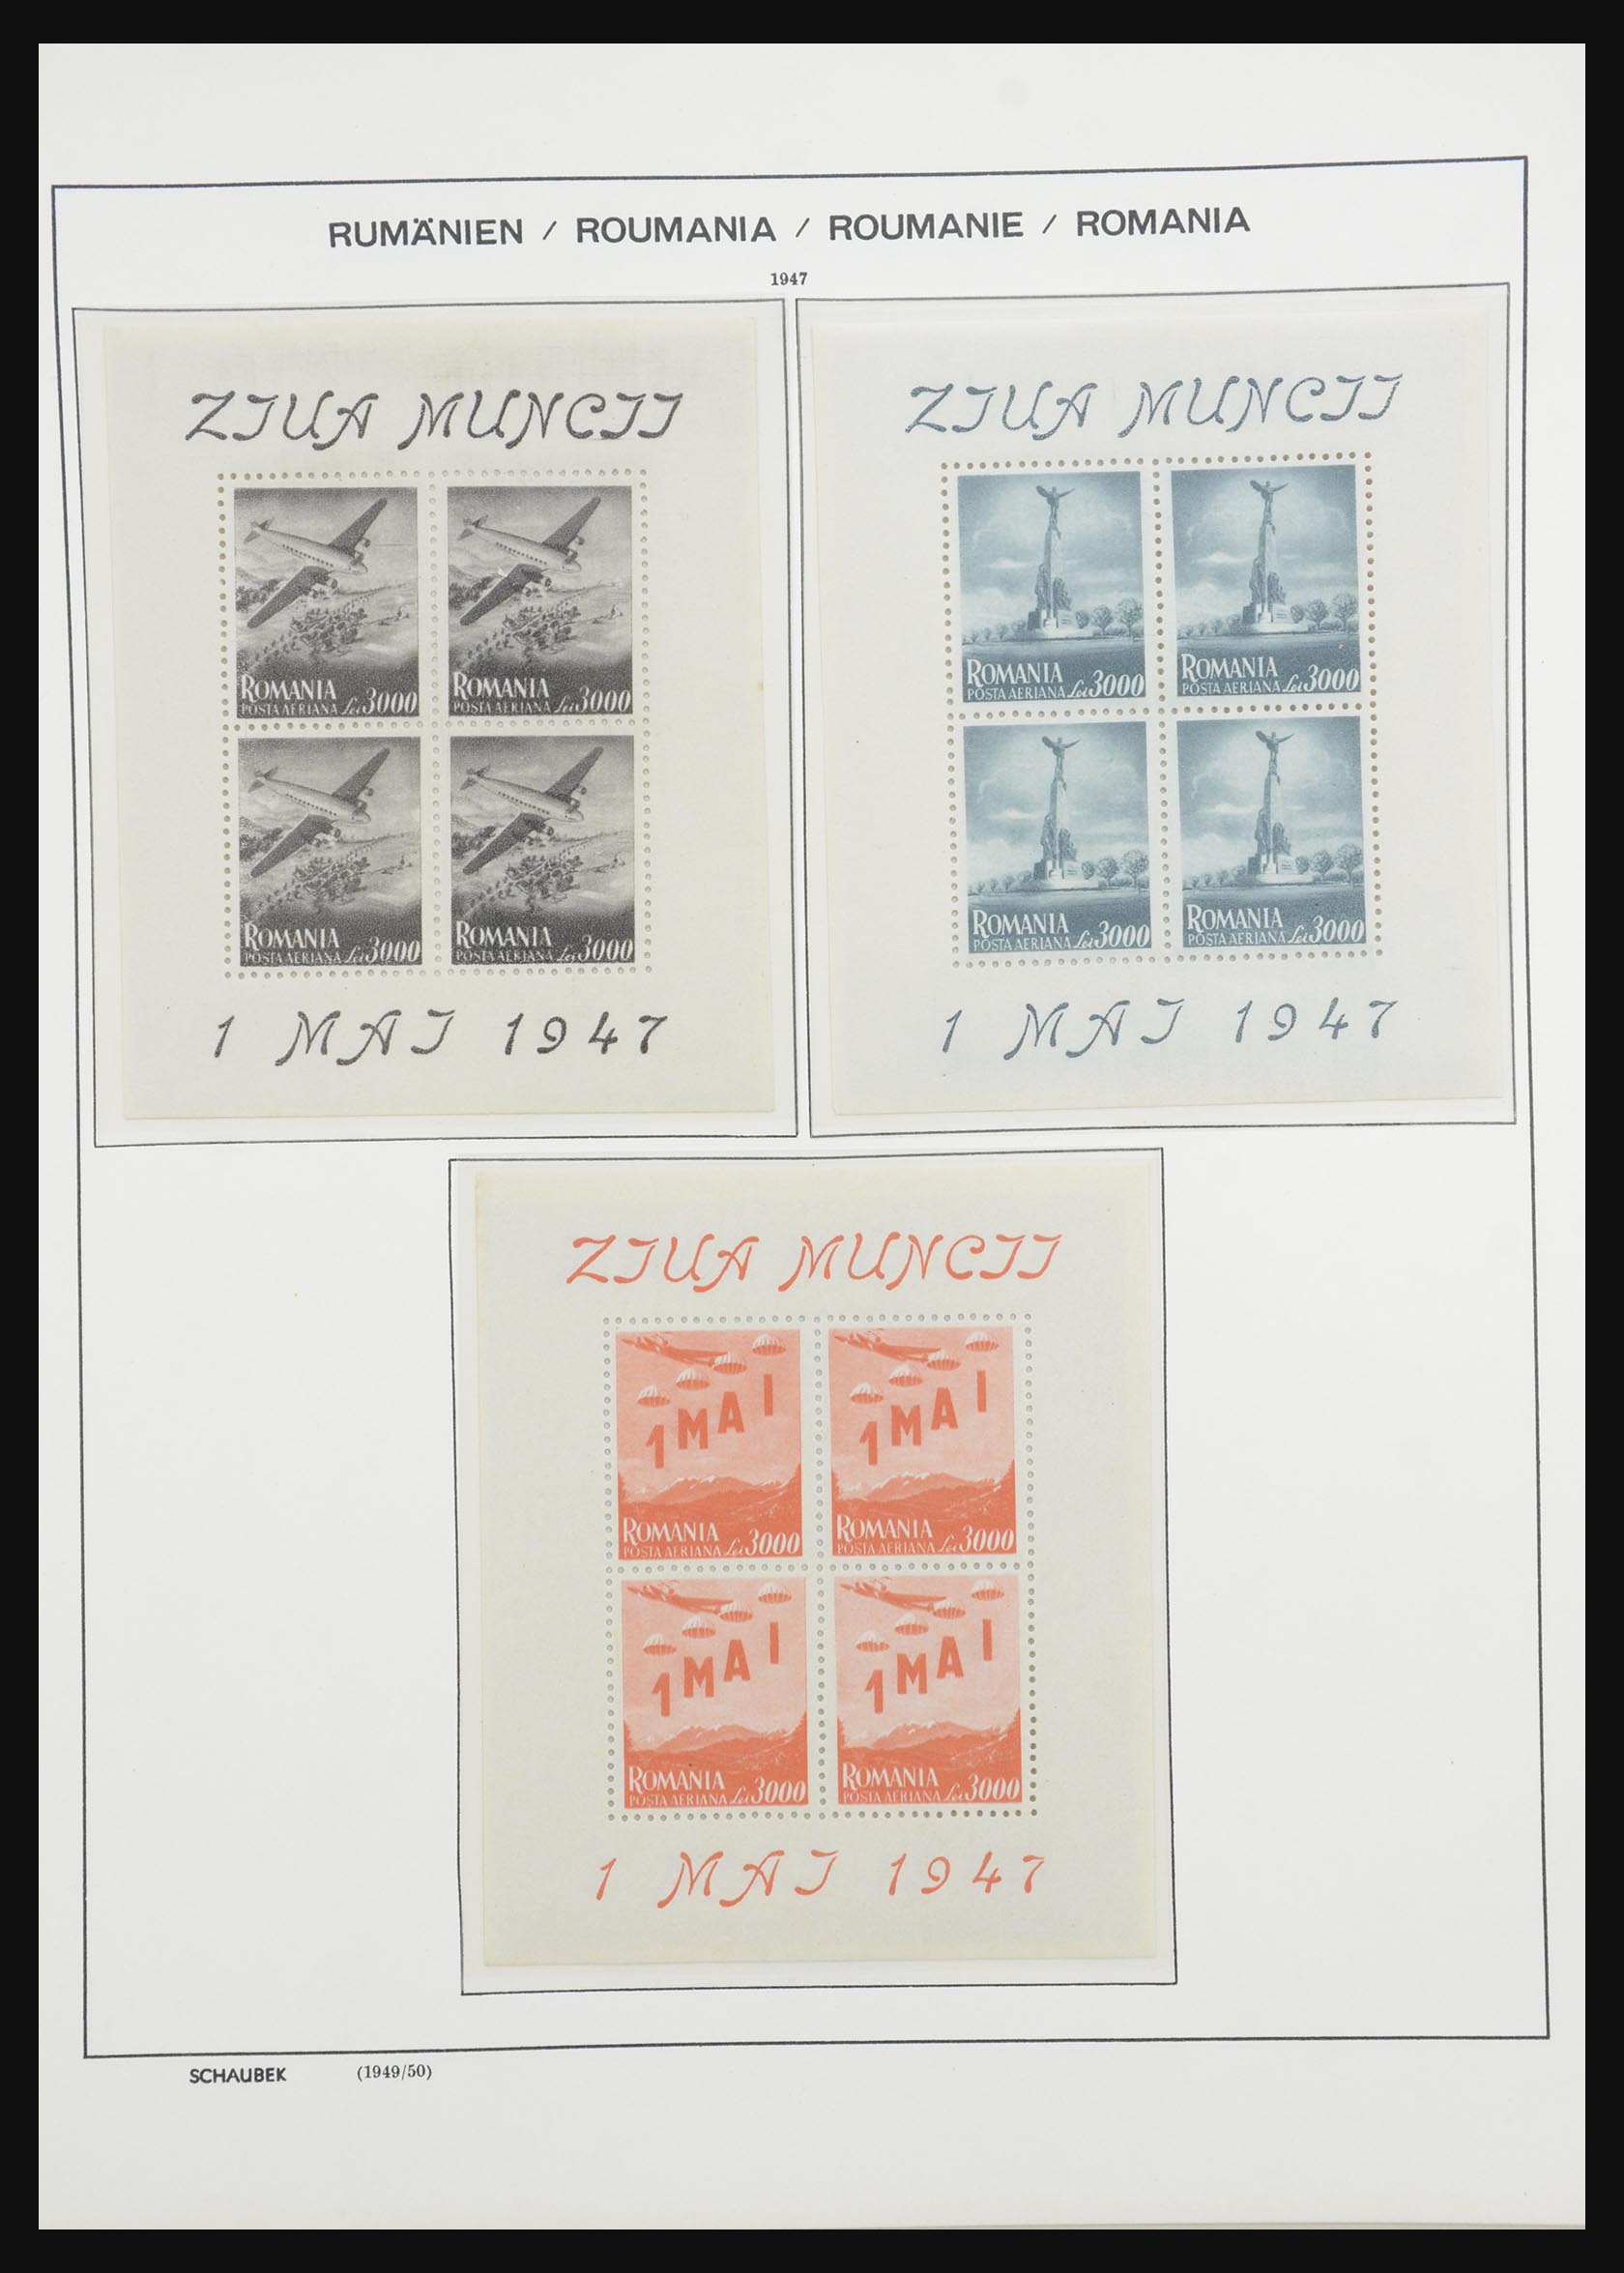 RUMÄNIEN / ROUMANIA / ROUMANIE / ROMANIA
1947
ZIUA MUNCII
ROMANIA
POSTA AERIANA Lei 3000
ROMANIA
POSTA AERIANA Lei 3000
ROMANIA
POSTA AERIANA Lei 3000
ROMANIA
POSTA AERIANA Lei 3000
1 MAI 1947
ZIUA MUNCII
ROMANIA
POSTA AERIANA Lei 3000
ROMANIA
POSTA AERIANA Lei 3000
ROMANIA
POSTA AERIANA Lei 3000
ROMANIA
POSTA AERIANA Lei 3000
1 MAI 1947
ZIUA MUNCII
1 MAI
ROMANIA
POSTA AERIANA Lei 3000
1 MAI
ROMANIA
POSTA AERIANA Lei 3000
1 MAI
ROMANIA
POSTA AERIANA Lei 3000
1 MAI
ROMANIA
POSTA AERIANA Lei 3000
1 MAI 1947
SCHAUBEK (1949/50)